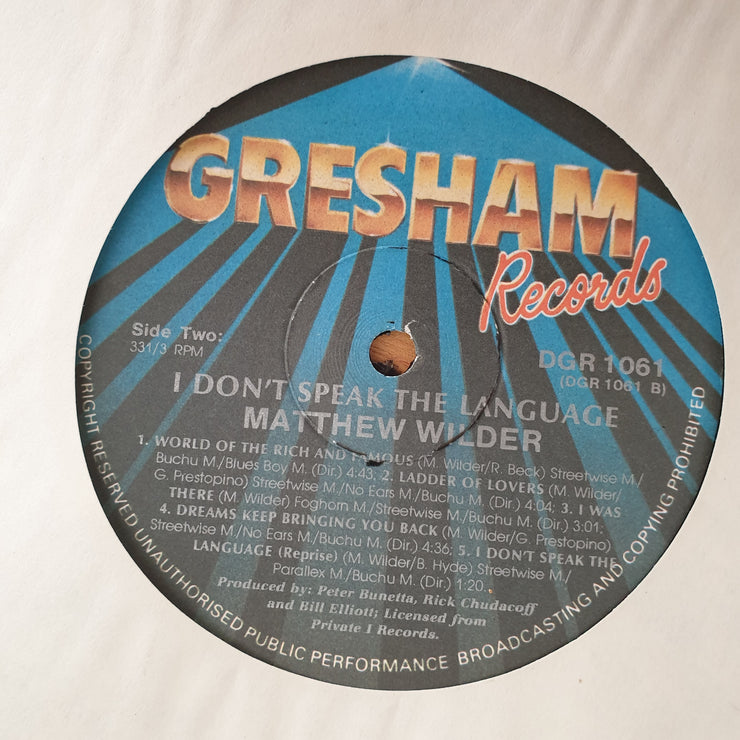 GRESHAM
Records
Side Two:
331/3 RPM
DGR 1061
(DGR 1061 B)
I DON'T SPEAK THE LANGUAGE
MATTHEW WILDER
1. WORLD OF THE RICH AND FAMOUS (M. Wilder/R. Beck) Streetwise M./
Buchu M./Blues Boy M. (Dir.) 4:43; 2. LADDER OF LOVERS (M. Wilder/
G. Prestopino) Streetwise M./No Ears M./Buchu M. (Dir.) 4:04; 3. I WAS
THERE (M. Wilder) Foghorn M./Streetwise M./Buchu M. (Dir.) 3:01;
4. DREAMS KEEP BRINGING YOU BACK (M. Wilder/G. Prestopino)
Streetwise M./No Ears M./Buchu M. (Dir.) 4:36; 5. I DON'T SPEAK THE
LANGUAGE (Reprise) (M. Wilder/B. Hyde) Streetwise M./
Parallex M./Buchu M. (Dir.) 1:20.
Produced by: Peter Bunetta, Rick Chudacoff
and Bill Elliott; Licensed from
Private I Records.
COPYRIGHT RESERVED UNAUTHORISED PUBLIC PERFORMANCE BROADCASTING AND COPYING PROHIBITED